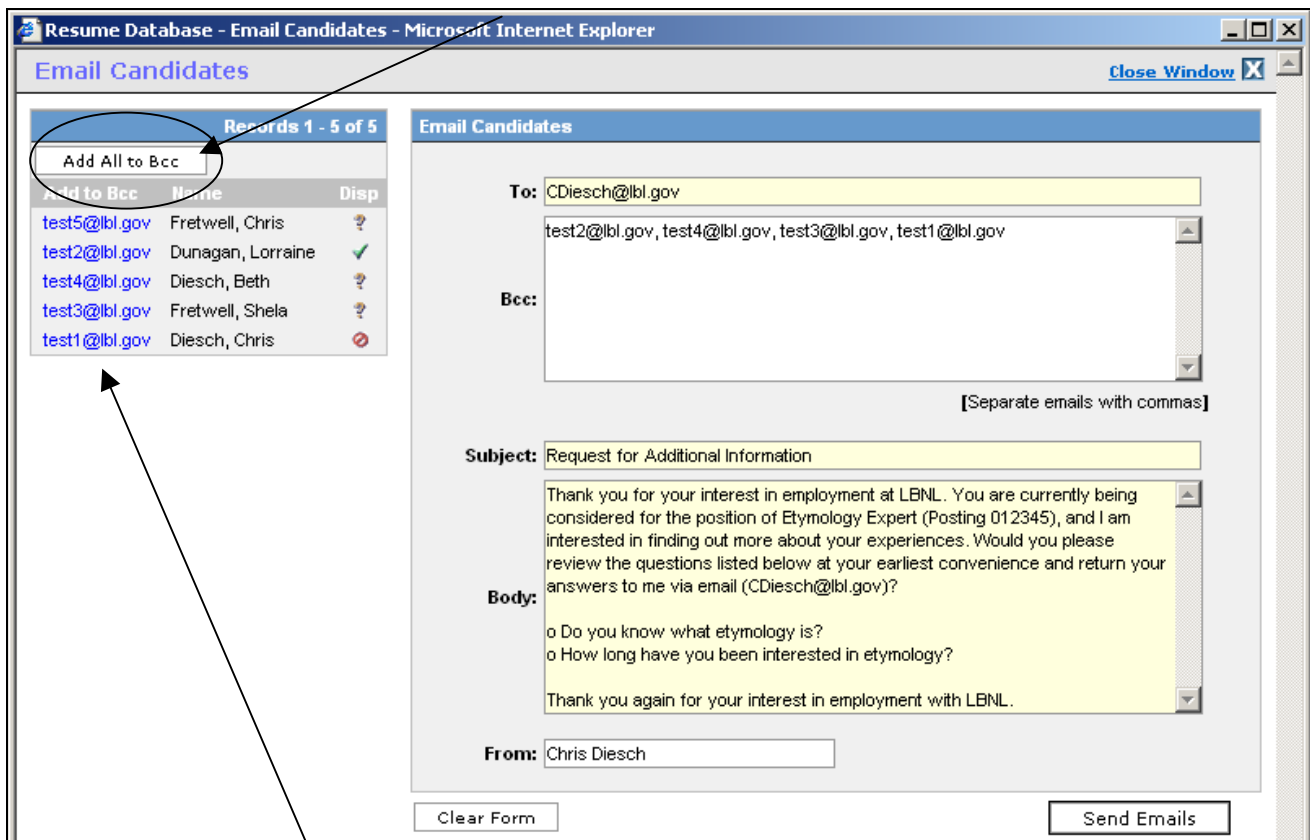 Resume Database - Email Candidates - Microsoft Internet Explorer
Email Candidates
Close Window X
Records 1 - 5 of 5
Add All to Bcc
Add to Bcc Name Disp
test5@lbl.gov Fretwell, Chris
test2@lbl.gov Dunagan, Lorraine
test4@lbl.gov Diesch, Beth
test3@lbl.gov Fretwell, Shela
test1@lbl.gov Diesch, Chris
Email Candidates
To: CDiesch@lbl.gov
Bcc: test2@lbl.gov, test4@lbl.gov, test3@lbl.gov, test1@lbl.gov
[Separate emails with commas]
Subject: Request for Additional Information
Body:
Thank you for your interest in employment at LBNL. You are currently being
considered for the position of Etymology Expert (Posting 012345), and I am
interested in finding out more about your experiences. Would you please
review the questions listed below at your earliest convenience and return your
answers to me via email (CDiesch@lbl.gov)?
o Do you know what etymology is?
o How long have you been interested in etymology?
Thank you again for your interest in employment with LBNL.
From: Chris Diesch
Clear Form
Send Emails